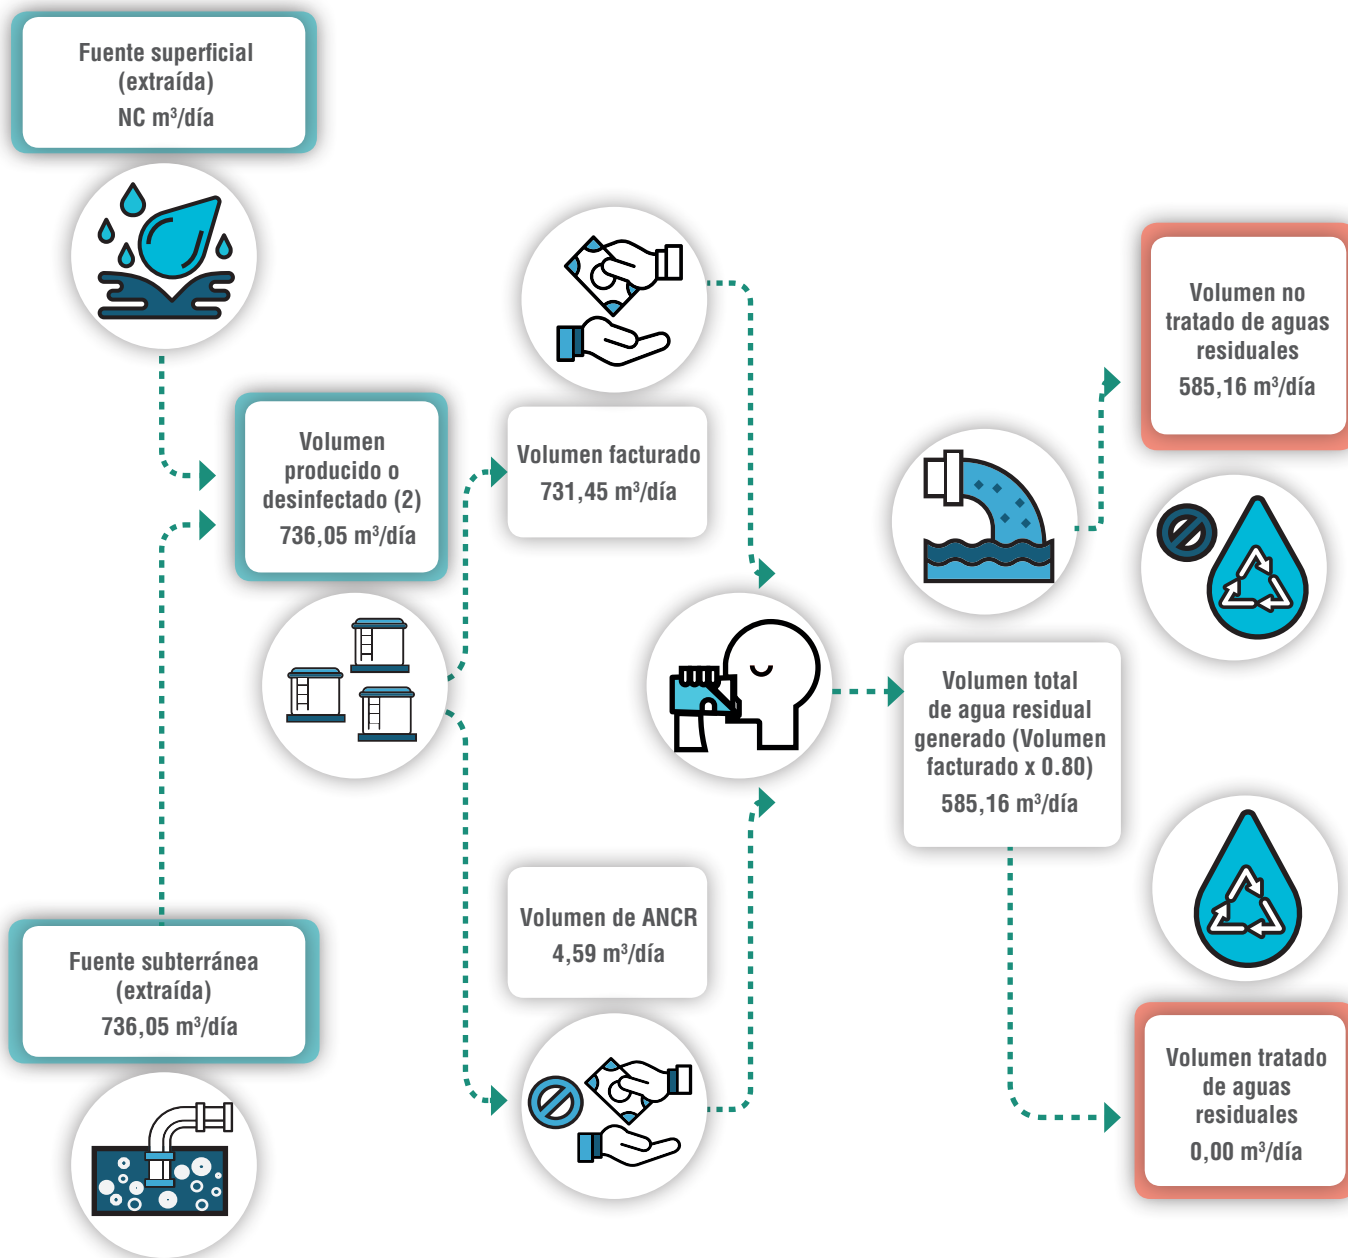 Fuente superficial
(extraída)
NC m³/día
Volumen
producido o
desinfectado (2)
736,05 m³/día
Fuente subterránea
(extraída)
736,05 m³/día
Volumen facturado
731,45 m³/día
Volumen de ANCR
4,59 m³/día
Volumen total
de agua residual
generado (Volumen
facturado x 0.80)
585,16 m³/día
Volumen no
tratado de aguas
residuales
585,16 m³/día
Volumen tratado
de aguas
residuales
0,00 m³/día